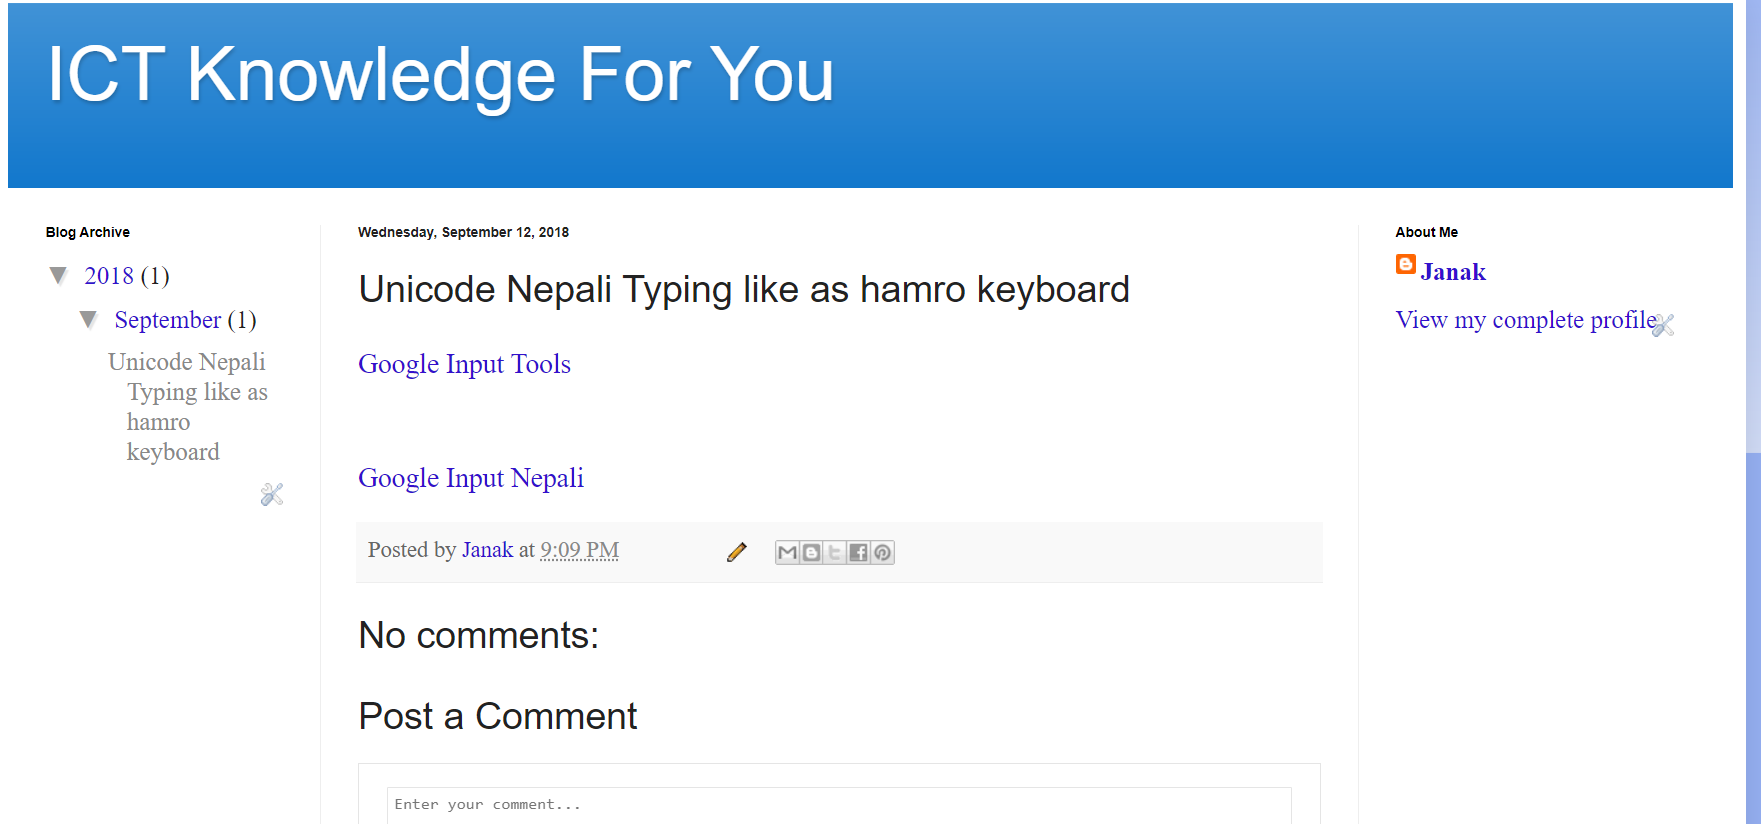 ICT Knowledge For You
Blog Archive
▼ 2018 (1)
▼ September (1)
Unicode Nepali
Typing like as
hamro
keyboard
Wednesday, September 12, 2018
Unicode Nepali Typing like as hamro keyboard
Google Input Tools
Google Input Nepali
Posted by Janak at 9:09 PM
No comments:
Post a Comment
Enter your comment...
About Me
Janak
View my complete profile